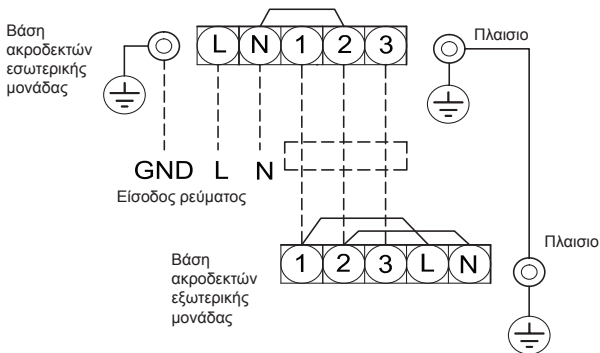 Βάση
ακροδεκτών
εσωτερικής
μονάδας
L N 1 2 3
Πλαισιο
GND L N
Είσοδος ρεύματος
Βάση
ακροδεκτών
εξωτερικής
μονάδας
1 2 3 L N
Πλαισιο